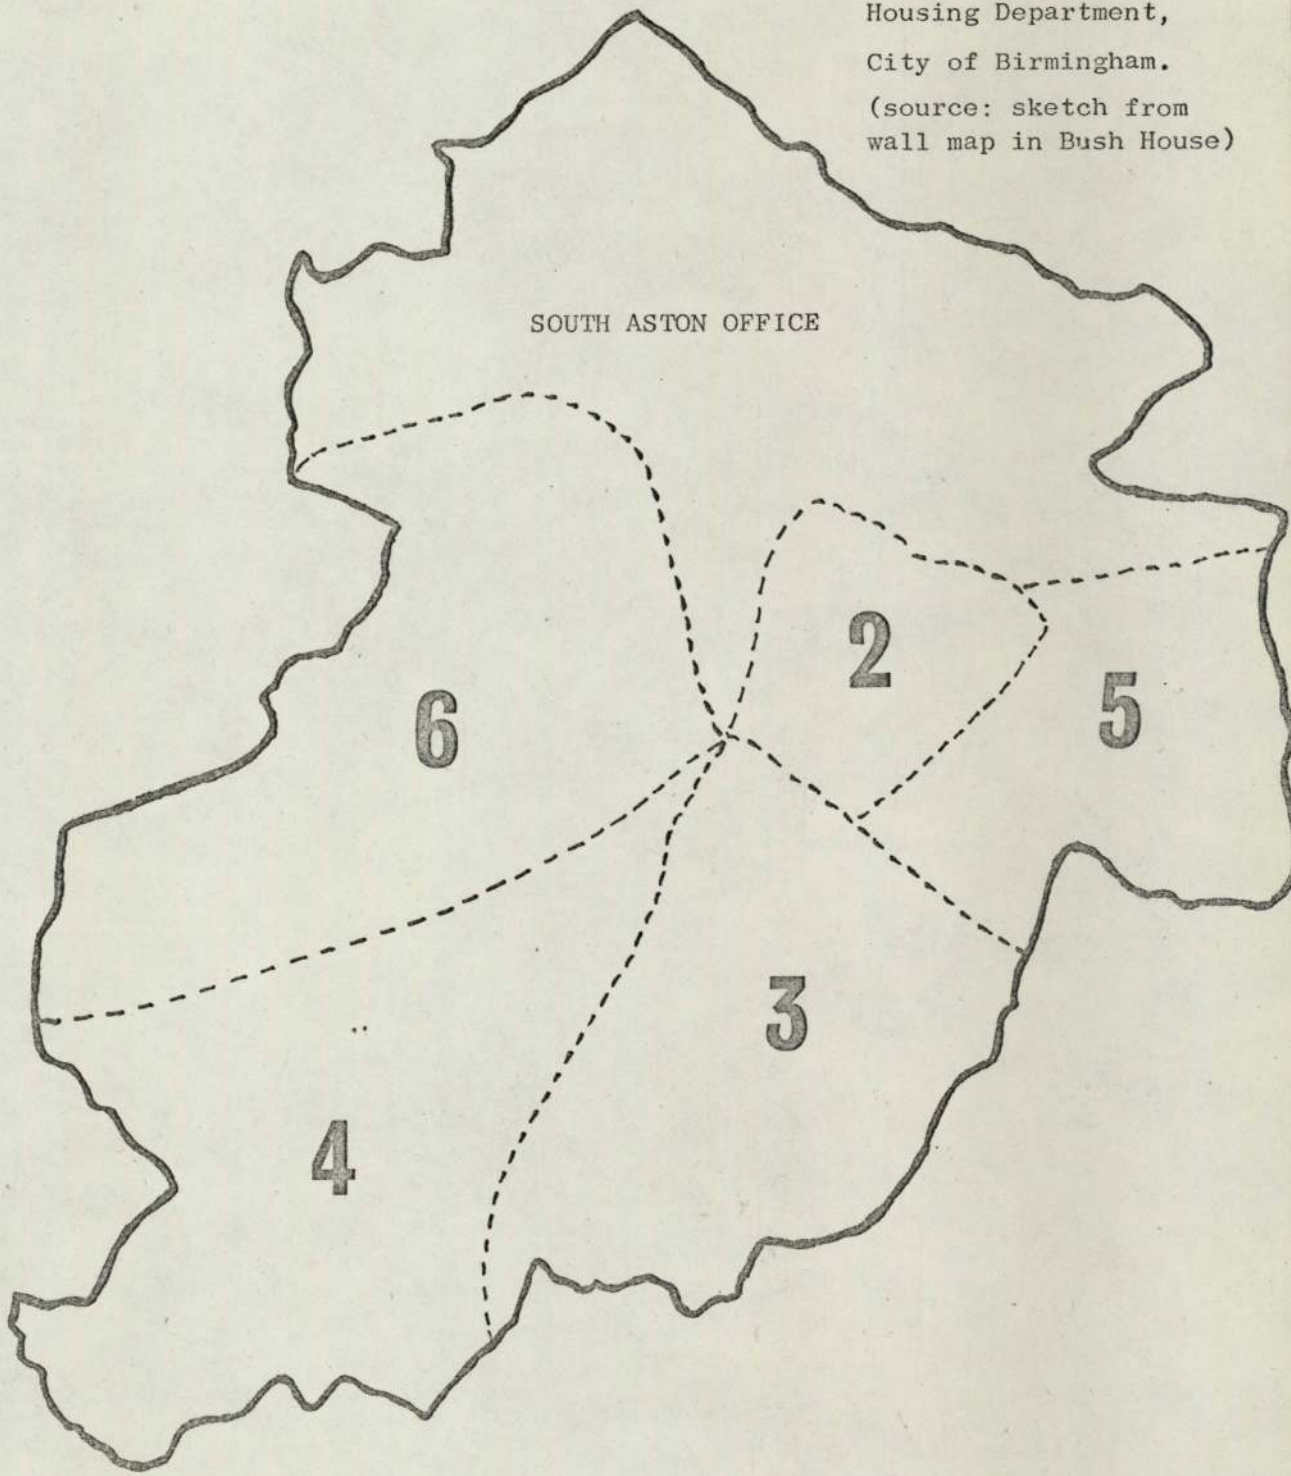 Housing Department,
City of Birmingham.
(source: sketch from
wall map in Bush House)
SOUTH ASTON OFFICE
2
5
6
3
4